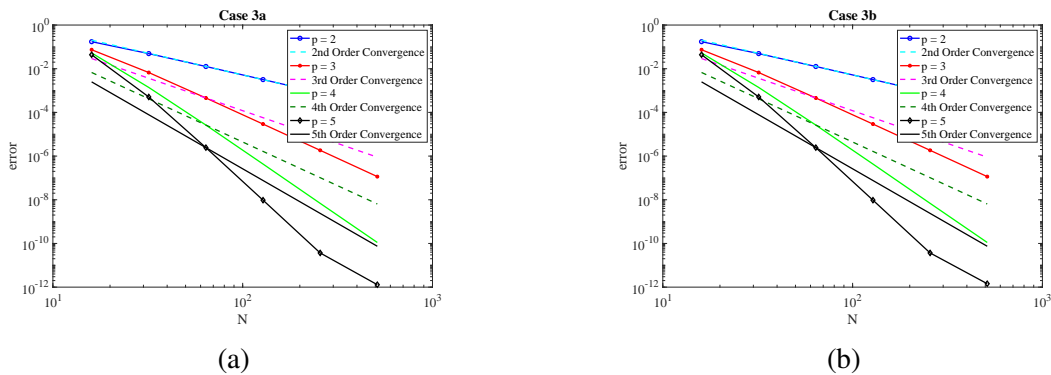 Case 3a
10^0
10^-2
10^-4
10^-6
10^-8
10^-10
10^-12
error
10^1
10^2
10^3
N
p = 2
2nd Order Convergence
p = 3
3rd Order Convergence
p = 4
4th Order Convergence
p = 5
5th Order Convergence
(a)
Case 3b
10^0
10^-2
10^-4
10^-6
10^-8
10^-10
10^-12
error
10^1
10^2
10^3
N
p = 2
2nd Order Convergence
p = 3
3rd Order Convergence
p = 4
4th Order Convergence
p = 5
5th Order Convergence
(b)